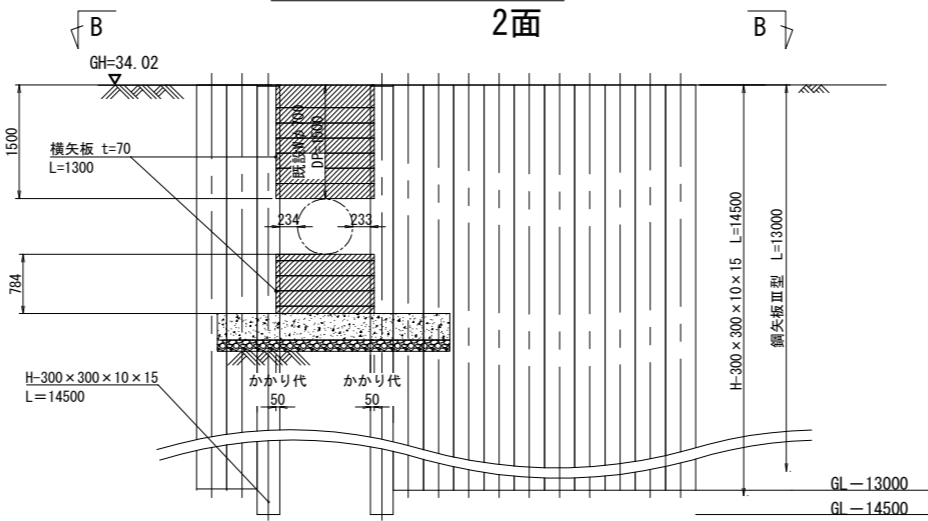 B
2面
B
GH=34.02
1500
横矢板 t=70
L=1300
既設管φ700
DP=1500
234
233
784
H-300×300×10×15
L=14500
かかり代
かかり代
50
50
H-300×300×10×15 L=14500
鋼矢板Ⅲ型 L=13000
GL-13000
GL-14500